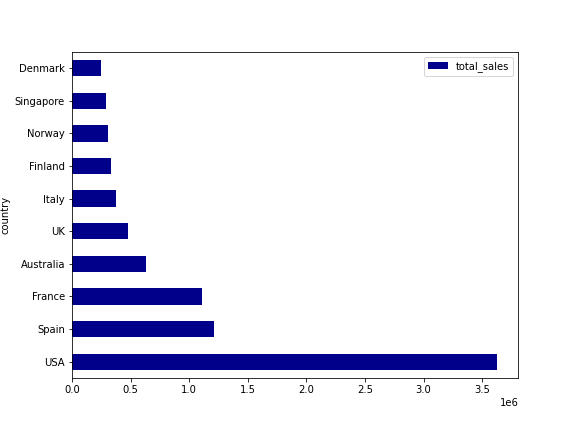 total_sales
Denmark
Singapore
Norway
Finland
Italy
UK
Australia
France
Spain
USA
country
0.0 0.5 1.0 1.5 2.0 2.5 3.0 3.5
1e6